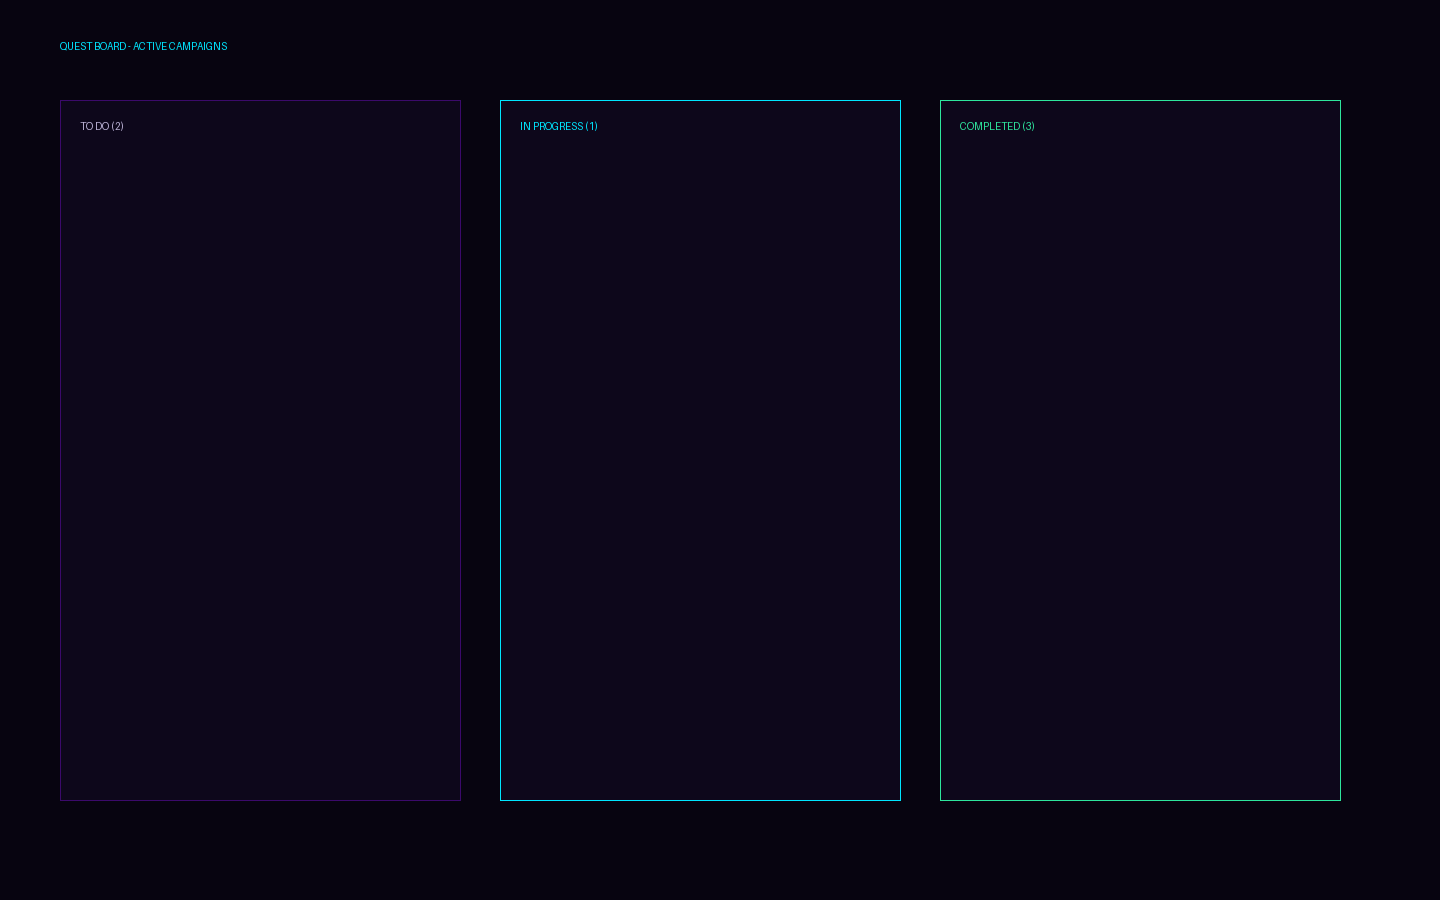 QUEST BOARD - ACTIVE CAMPAIGNS
TO DO (2)
IN PROGRESS (1)
COMPLETED (3)